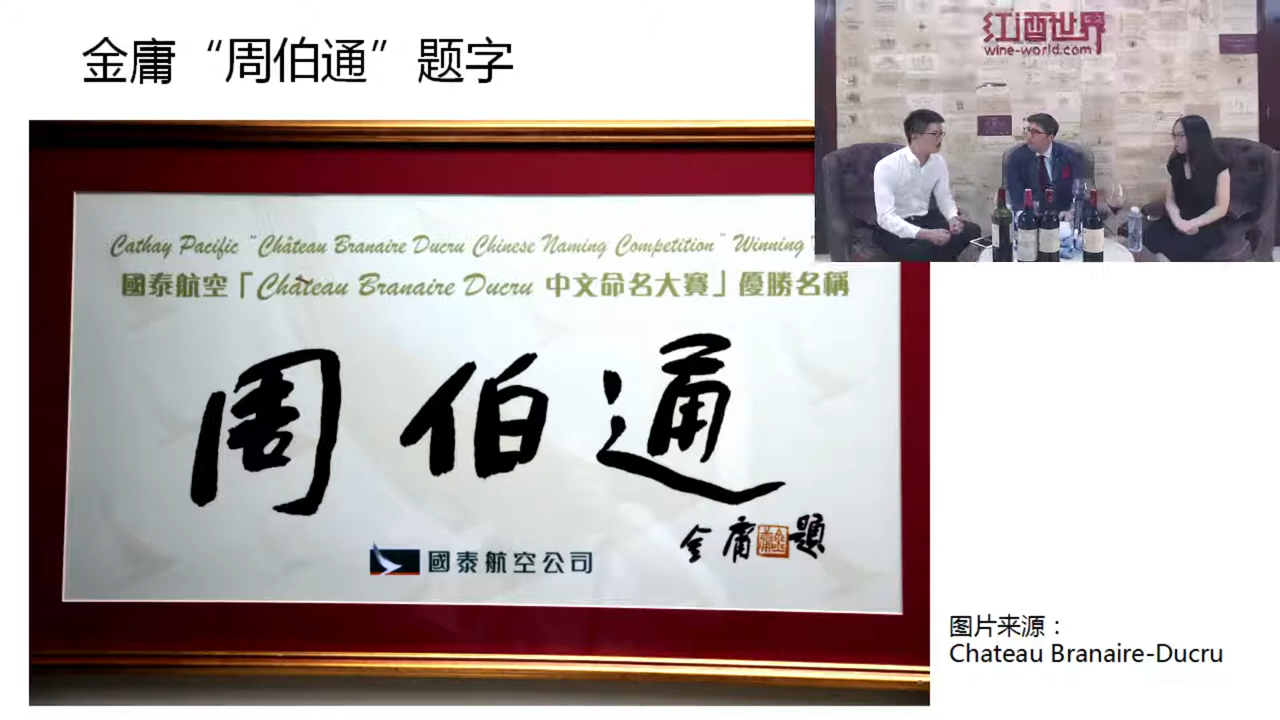 金庸“周伯通”题字
红酒世界
wine-world.com
Cathay Pacific "Château Branaire Ducru Chinese Naming Competition" Winning
國泰航空「Château Branaire Ducru 中文命名大賽」優勝名稱
周伯通
金庸 題
國泰航空公司
图片来源：
Chateau Branaire-Ducru